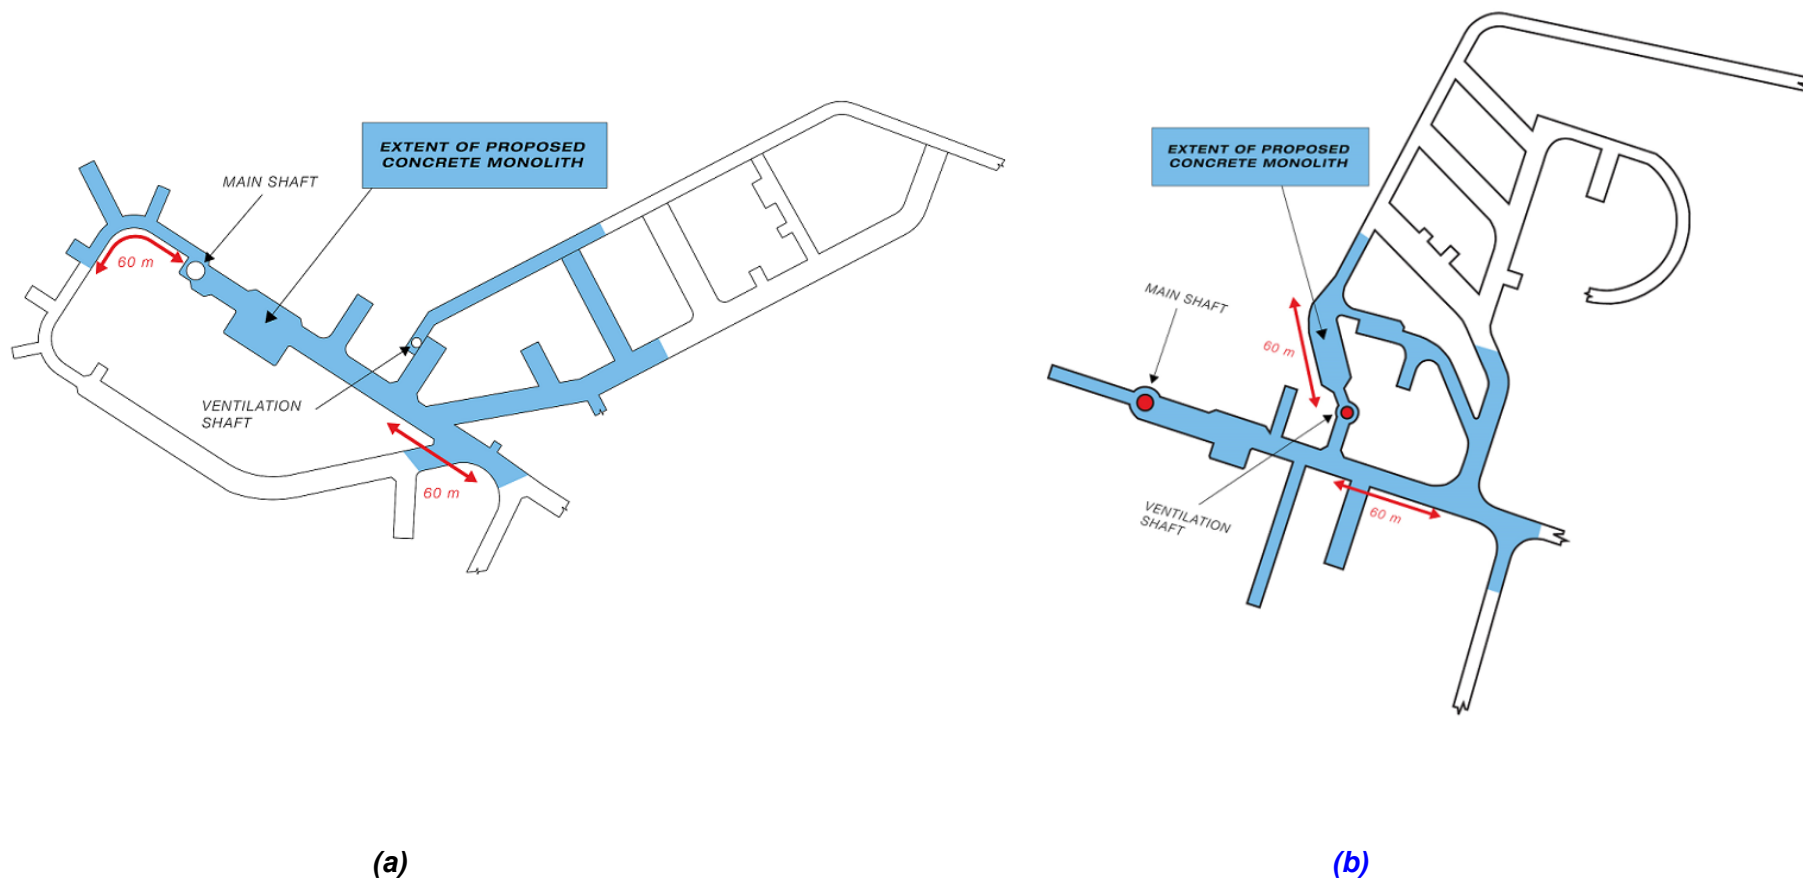 EXTENT OF PROPOSED
CONCRETE MONOLITH
MAIN SHAFT
60 m
VENTILATION
SHAFT
60 m
(a)
EXTENT OF PROPOSED
CONCRETE MONOLITH
MAIN SHAFT
60 m
VENTILATION
SHAFT
60 m
(b)